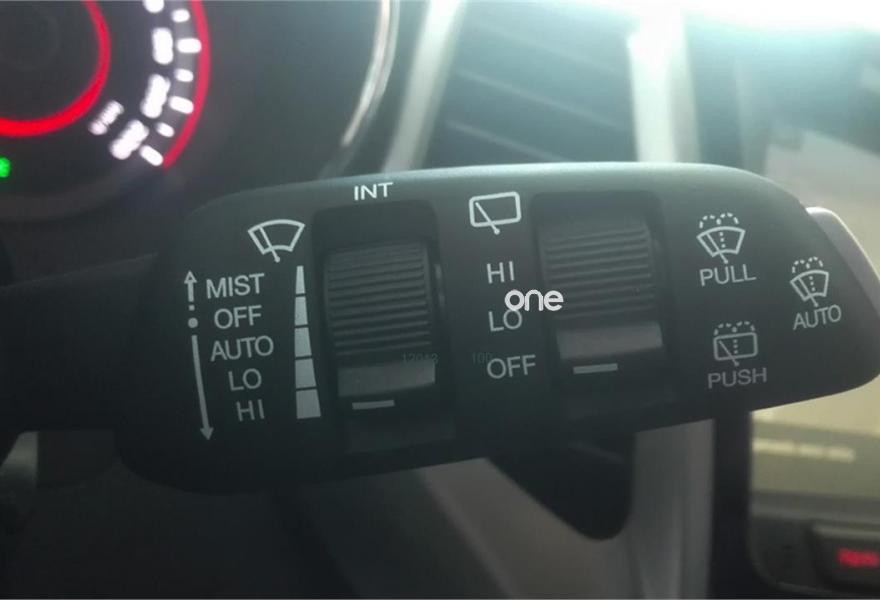 INT
MIST
OFF
AUTO
LO
HI
HI
LO
OFF
one
PULL
PUSH
AUTO